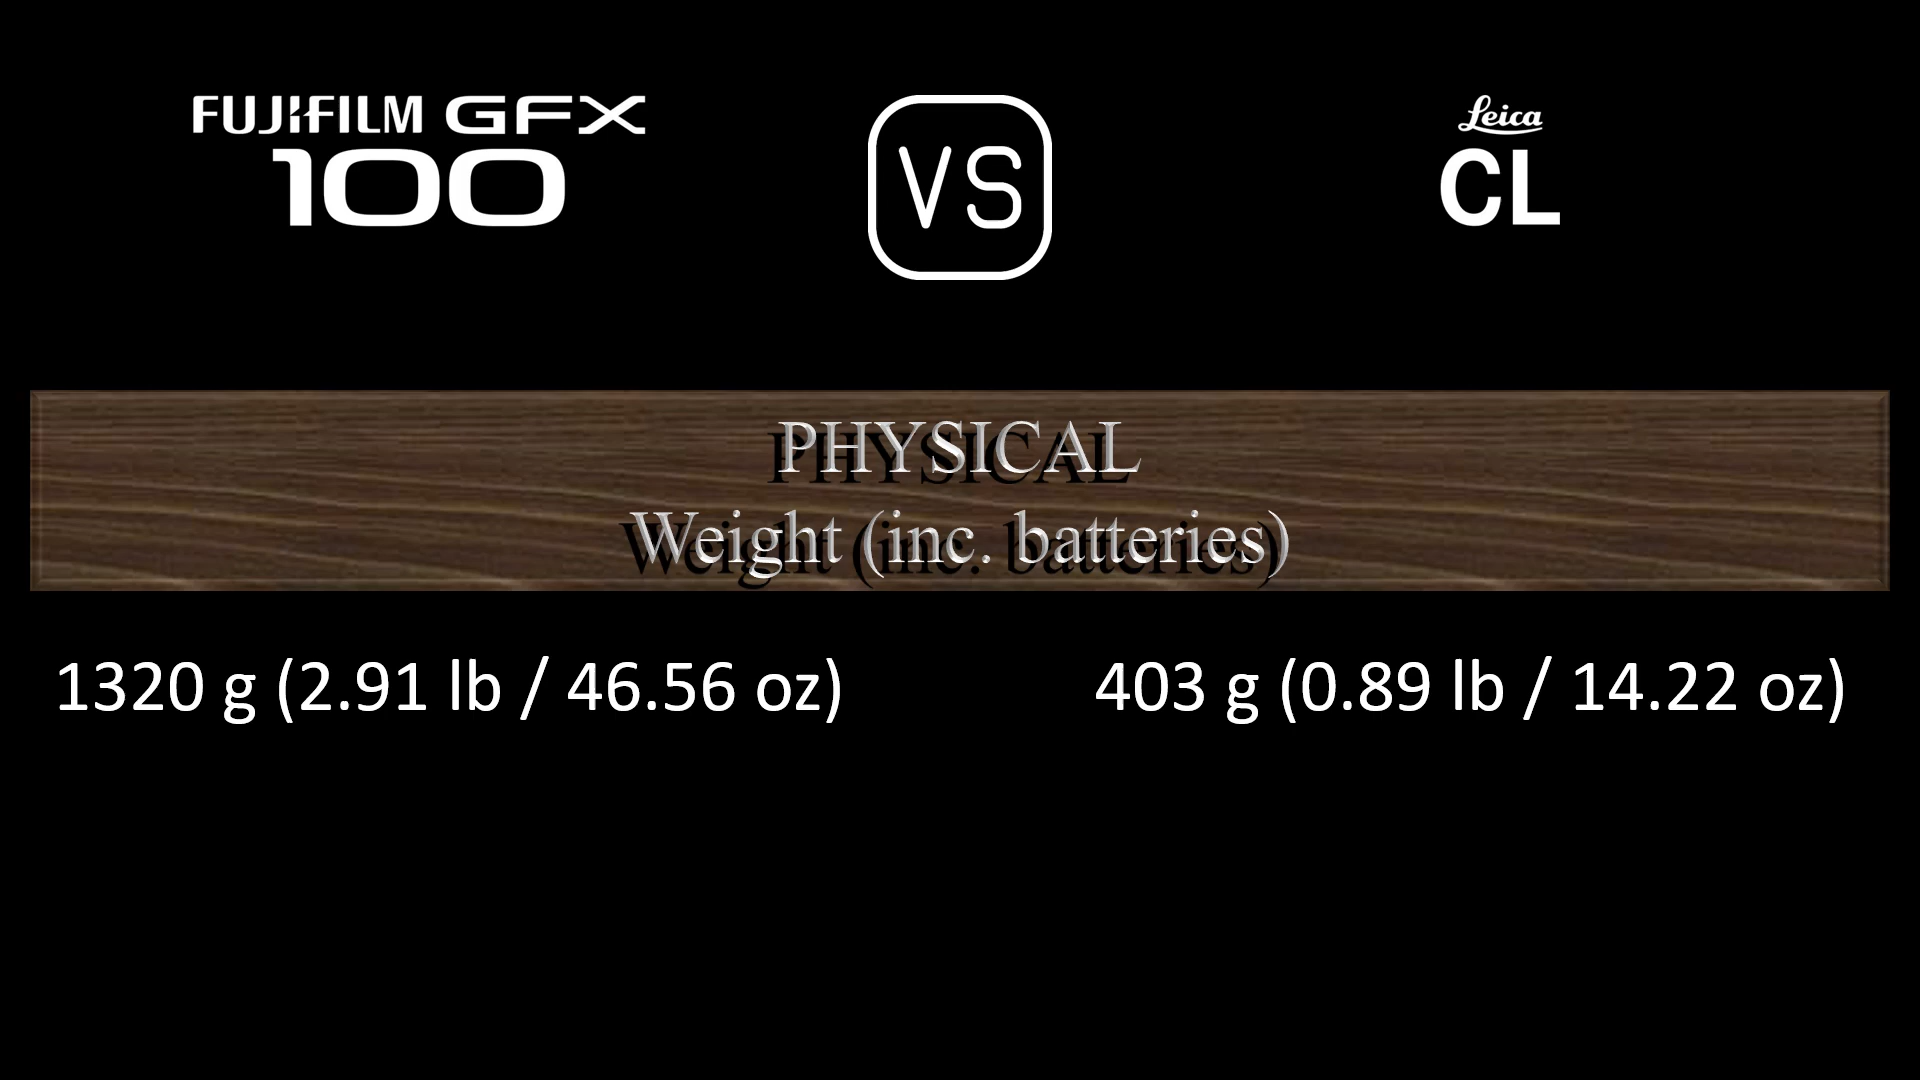 FUJIFILM GFX
100
VS
Leica
CL
PHYSICAL
Weight (inc. batteries)
1320 g (2.91 lb / 46.56 oz)
403 g (0.89 lb / 14.22 oz)